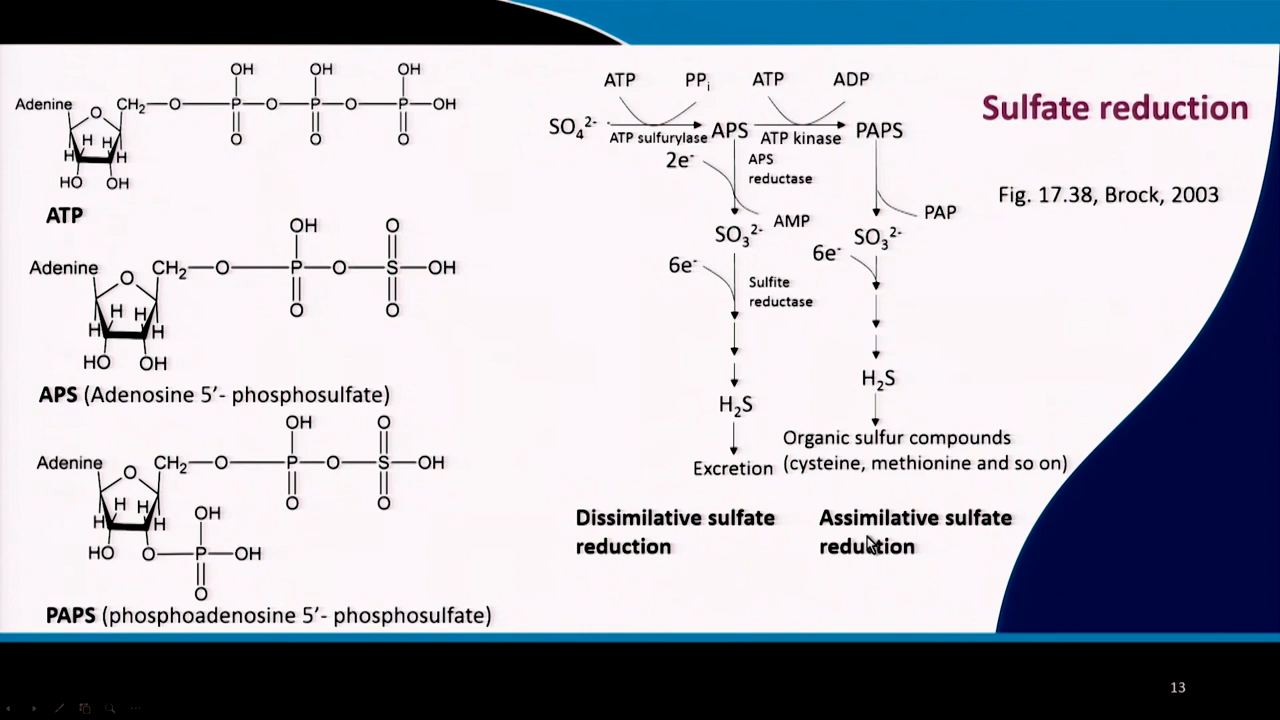 Sulfate reduction
Fig. 17.38, Brock, 2003
OH OH OH
Adenine O CH₂ O P O P O P OH
H H O O O
H H
HO OH
ATP
OH O
Adenine O CH₂ O P O S OH
H H O O
H H
HO OH
APS (Adenosine 5’- phosphosulfate)
OH O
Adenine O CH₂ O P O S OH
H H O O
H H OH
HO O P OH
O
PAPS (phosphoadenosine 5’- phosphosulfate)
ATP PPᵢ ATP ADP
SO₄²⁻ ATP sulfurylase APS ATP kinase PAPS
2e⁻ APS
reductase
AMP PAP
SO₃²⁻ SO₃²⁻
6e⁻ 6e⁻
Sulfite
reductase
H₂S
H₂S
Organic sulfur compounds
Excretion (cysteine, methionine and so on)
Dissimilative sulfate
reduction
Assimilative sulfate
reduction
13